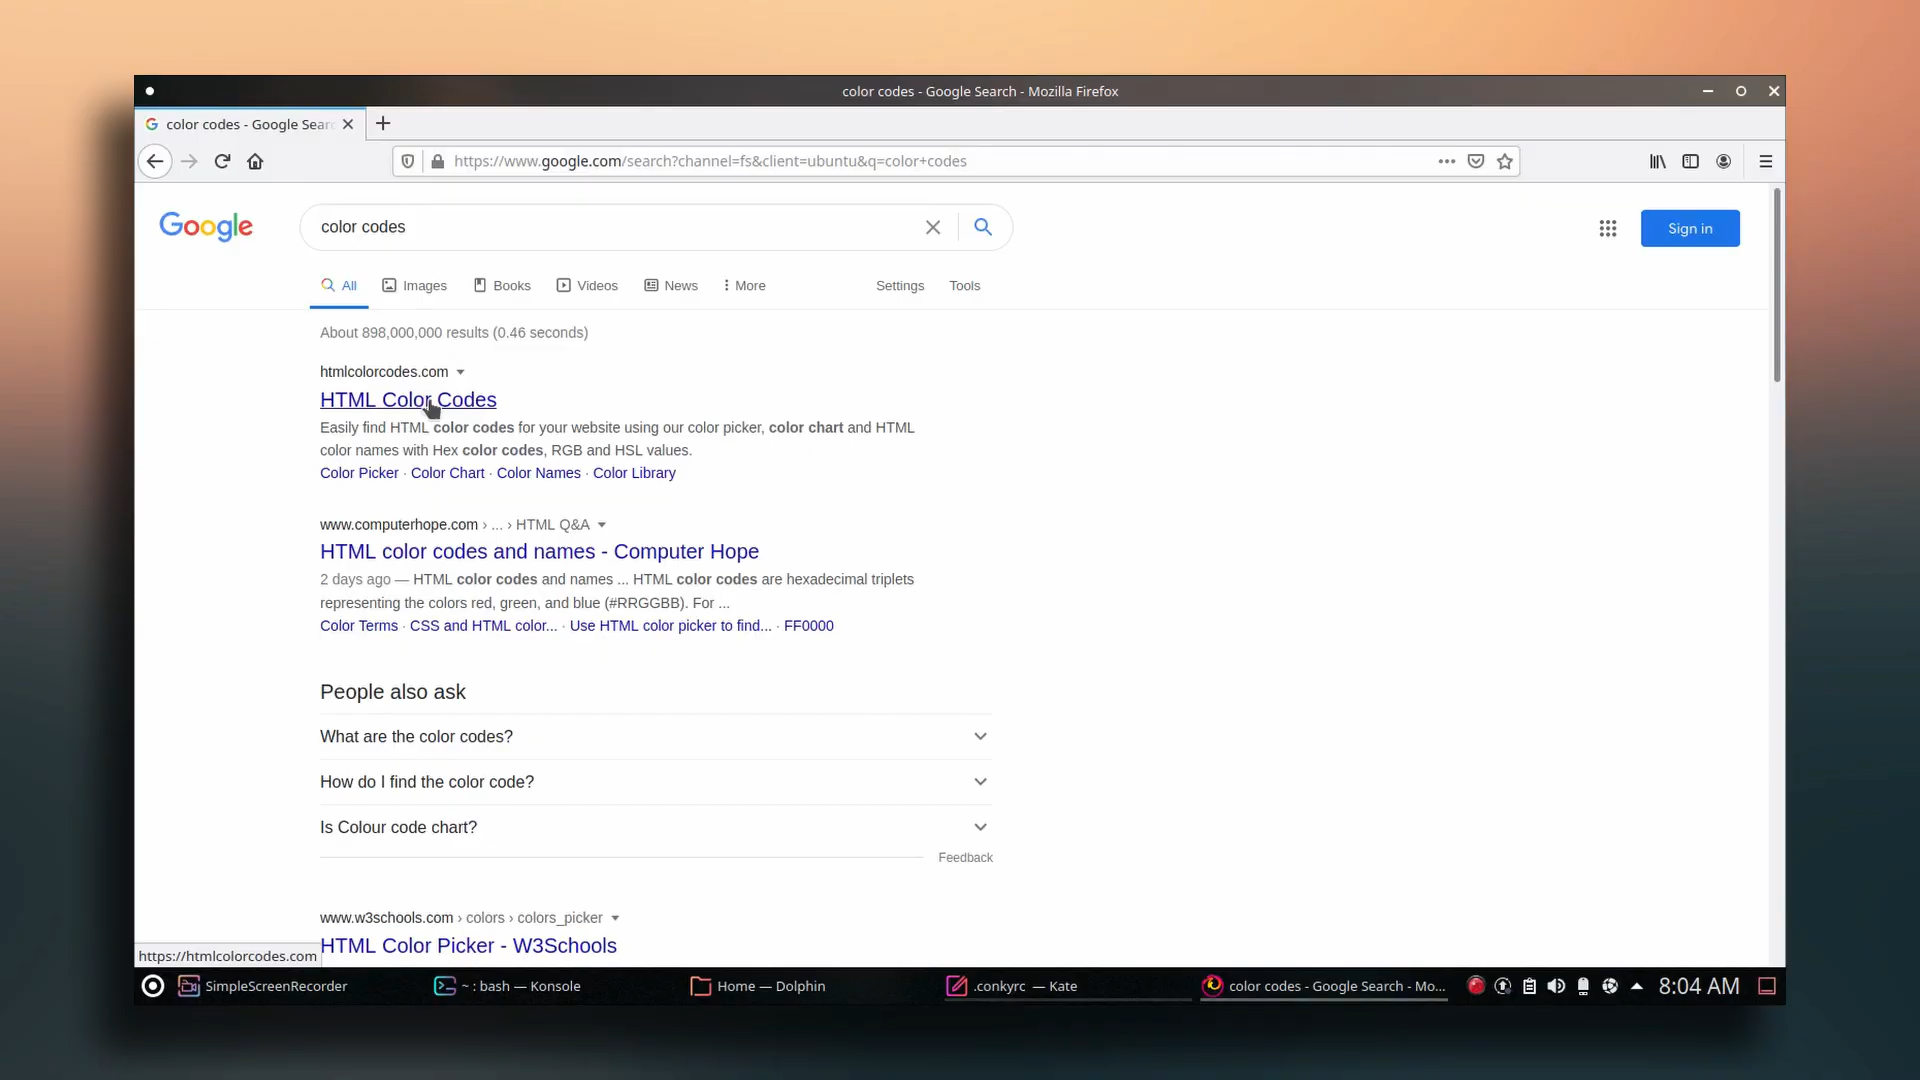 color codes - Google Search - Mozilla Firefox
color codes - Google Sear
https://www.google.com/search?channel=fs&client=ubuntu&q=color+codes
Google
color codes
Sign in
All Images Books Videos News More Settings Tools
About 898,000,000 results (0.46 seconds)
htmlcolorcodes.com
HTML Color Codes
Easily find HTML color codes for your website using our color picker, color chart and HTML
color names with Hex color codes, RGB and HSL values.
Color Picker · Color Chart · Color Names · Color Library
www.computerhope.com › ... › HTML Q&A
HTML color codes and names - Computer Hope
2 days ago — HTML color codes and names ... HTML color codes are hexadecimal triplets
representing the colors red, green, and blue (#RRGGBB). For ...
Color Terms · CSS and HTML color... · Use HTML color picker to find... · FF0000
People also ask
What are the color codes?
How do I find the color code?
Is Colour code chart?
Feedback
www.w3schools.com › colors › colors_picker
HTML Color Picker - W3Schools
https://htmlcolorcodes.com
SimpleScreenRecorder ~ : bash — Konsole Home — Dolphin .conkyrc — Kate color codes - Google Search - Mo... 8:04 AM